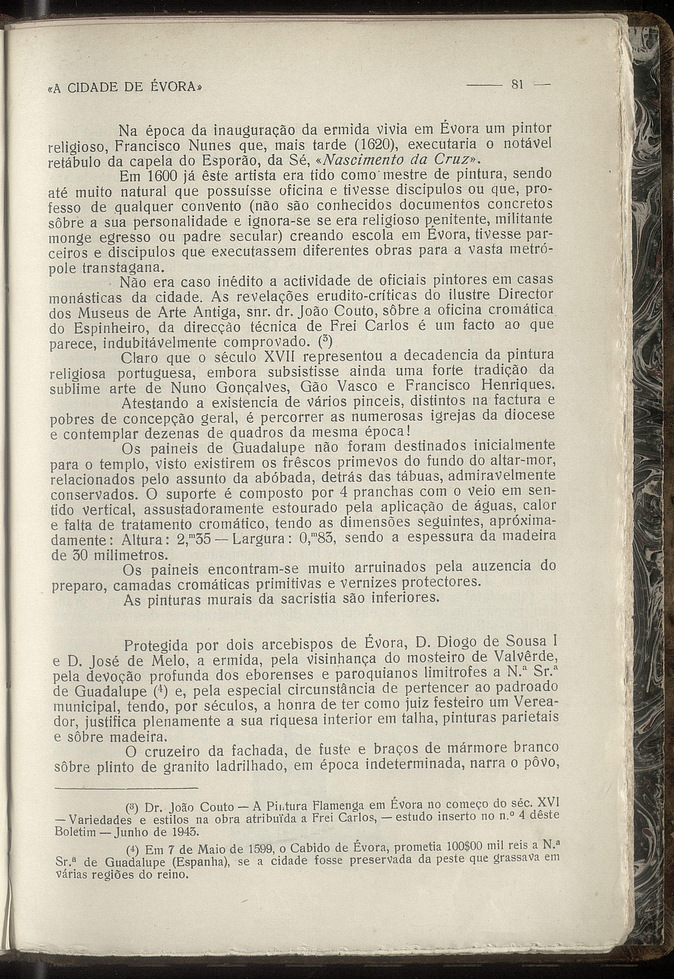 «A CIDADE DE ÉVORA» —— 81 —
Na época da inauguração da ermida vivia em Évora um pintor
religioso, Francisco Nunes que, mais tarde (1620), executaria o notável
retábulo da capela do Esporão, da Sé, «Nascimento da Cruz».
Em 1600 já êste artista era tido como mestre de pintura, sendo
até muito natural que possuísse oficina e tivesse discipulos ou que, pro-
fesso de qualquer convento (não são conhecidos documentos concretos
sôbre a sua personalidade e ignora-se se era religioso penitente, militante
monge egresso ou padre secular) creando escola em Évora, tivesse par-
ceiros e discipulos que executassem diferentes obras para a vasta metró-
pole transtagana.
Não era caso inédito a actividade de oficiais pintores em casas
monásticas da cidade. As revelações erudito-críticas do ilustre Director
dos Museus de Arte Antiga, snr. dr. João Couto, sôbre a oficina cromática
do Espinheiro, da direcção técnica de Frei Carlos é um facto ao que
parece, indubitávelmente comprovado. (³)
Claro que o século XVII representou a decadencia da pintura
religiosa portuguesa, embora subsistisse ainda uma forte tradição da
sublime arte de Nuno Gonçalves, Gão Vasco e Francisco Henriques.
Atestando a existencia de vários pinceis, distintos na factura e
pobres de concepção geral, é percorrer as numerosas igrejas da diocese
e contemplar dezenas de quadros da mesma época!
Os paineis de Guadalupe não foram destinados inicialmente
para o templo, visto existirem os frêscos primevos do fundo do altar-mor,
relacionados pelo assunto da abóbada, detrás das tábuas, admiravelmente
conservados. O suporte é composto por 4 pranchas com o veio em sen-
tido vertical, assustadoramente estourado pela aplicação de águas, calor
e falta de tratamento cromático, tendo as dimensões seguintes, apróxima-
damente: Altura: 2,ᵐ35 — Largura: 0,ᵐ83, sendo a espessura da madeira
de 30 milimetros.
Os paineis encontram-se muito arruinados pela auzencia do
preparo, camadas cromáticas primitivas e vernizes protectores.
As pinturas murais da sacristia são inferiores.
Protegida por dois arcebispos de Évora, D. Diogo de Sousa I
e D. José de Melo, a ermida, pela visinhança do mosteiro de Valvêrde,
pela devoção profunda dos eborenses e paroquianos limitrofes a N.ª Sr.ª
de Guadalupe (⁴) e, pela especial circunstância de pertencer ao padroado
municipal, tendo, por séculos, a honra de ter como juiz festeiro um Verea-
dor, justifica plenamente a sua riquesa interior em talha, pinturas parietais
e sôbre madeira.
O cruzeiro da fachada, de fuste e braços de mármore branco
sôbre plinto de granito ladrilhado, em época indeterminada, narra o pôvo,
(³) Dr. João Couto — A Pintura Flamenga em Évora no começo do séc. XVI
— Variedades e estilos na obra atribuïda a Frei Carlos, — estudo inserto no n.º 4 dêste
Boletim — Junho de 1943.
(⁴) Em 7 de Maio de 1599, o Cabido de Évora, prometia 100$00 mil reis a N.ª
Sr.ª de Guadalupe (Espanha), se a cidade fosse preservada da peste que grassava em
várias regiões do reino.